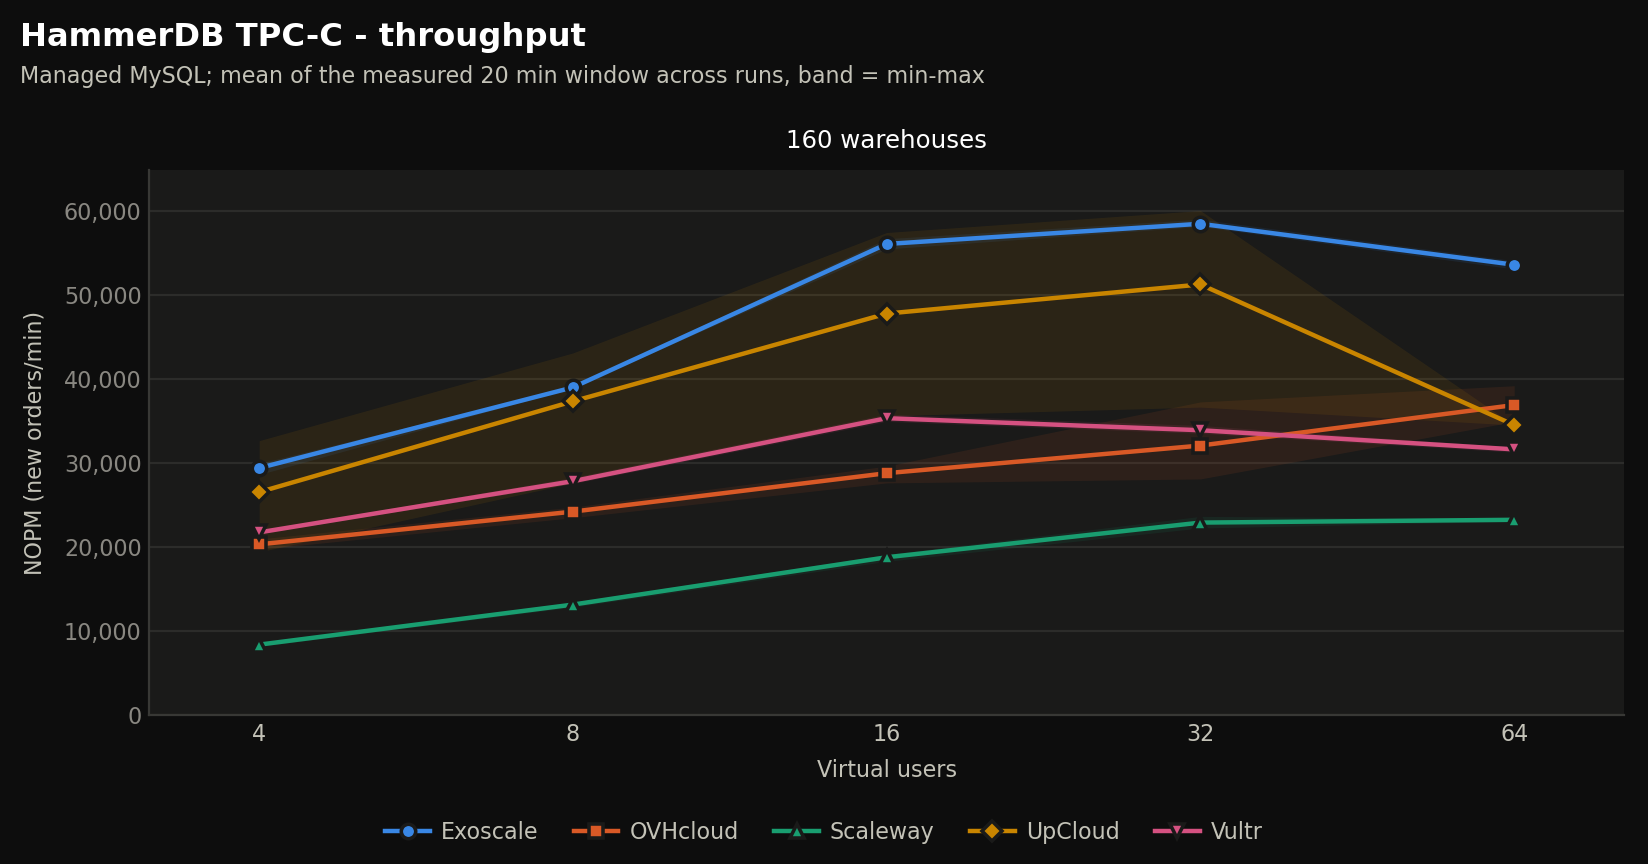 HammerDB TPC-C - throughput
Managed MySQL; mean of the measured 20 min window across runs, band = min-max
160 warehouses
NOPM (new orders/min)
60,000
50,000
40,000
30,000
20,000
10,000
0
4 8 16 32 64
Virtual users
Exoscale OVHcloud Scaleway UpCloud Vultr